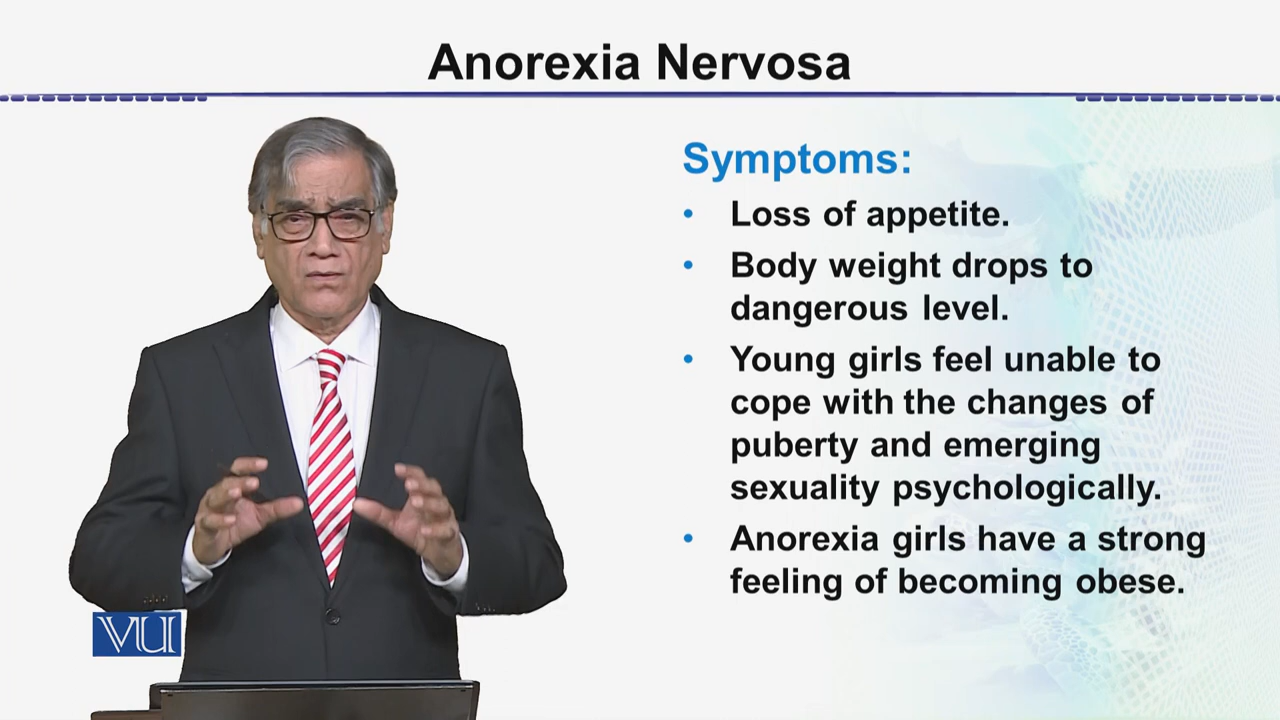 Anorexia Nervosa
Symptoms:
• Loss of appetite.
• Body weight drops to
dangerous level.
• Young girls feel unable to
cope with the changes of
puberty and emerging
sexuality psychologically.
• Anorexia girls have a strong
feeling of becoming obese.
VU